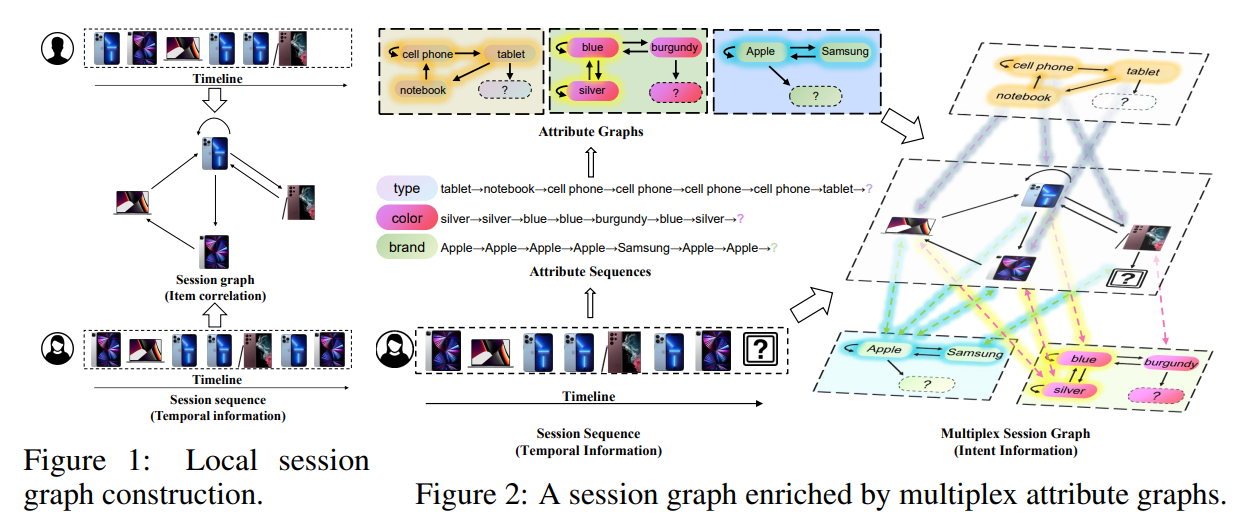 Timeline
Session graph
(Item correlation)
Timeline
Session sequence
(Temporal information)
Figure 1: Local session
graph construction.
cell phone
tablet
notebook
?
blue
burgundy
silver
?
Apple
Samsung
?
Attribute Graphs
type tablet→notebook→cell phone→cell phone→cell phone→cell phone→tablet→?
color silver→silver→blue→blue→burgundy→blue→silver→?
brand Apple→Apple→Apple→Apple→Samsung→Apple→Apple→?
Attribute Sequences
?
Timeline
Session Sequence
(Temporal Information)
cell phone
tablet
notebook
?
?
Apple
Samsung
?
blue
burgundy
silver
?
Multiplex Session Graph
(Intent Information)
Figure 2: A session graph enriched by multiplex attribute graphs.